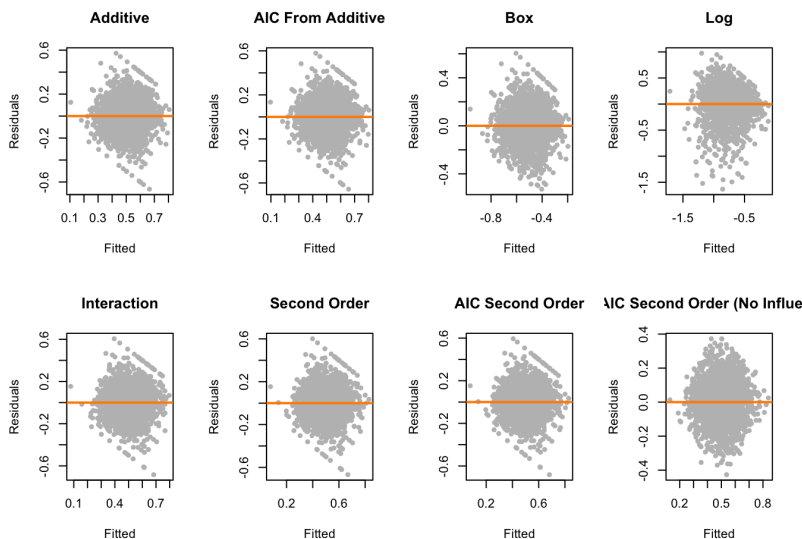 Additive
AIC From Additive
Box
Log
Residuals
-0.6 -0.2 0.2 0.6
0.1 0.3 0.5 0.7
Fitted
Residuals
-0.6 -0.2 0.2 0.6
0.1 0.4 0.7
Fitted
Residuals
-0.4 0.0 0.4
-0.8 -0.4
Fitted
Residuals
-1.5 -0.5 0.5
-1.5 -0.5
Fitted
Interaction
Second Order
AIC Second Order
AIC Second Order (No Influe
Residuals
-0.6 -0.2 0.2 0.6
0.1 0.4 0.7
Fitted
Residuals
-0.6 -0.2 0.2 0.6
0.2 0.6
Fitted
Residuals
-0.6 -0.2 0.2 0.6
0.2 0.6
Fitted
Residuals
-0.4 -0.2 0.0 0.2 0.4
0.2 0.5 0.8
Fitted